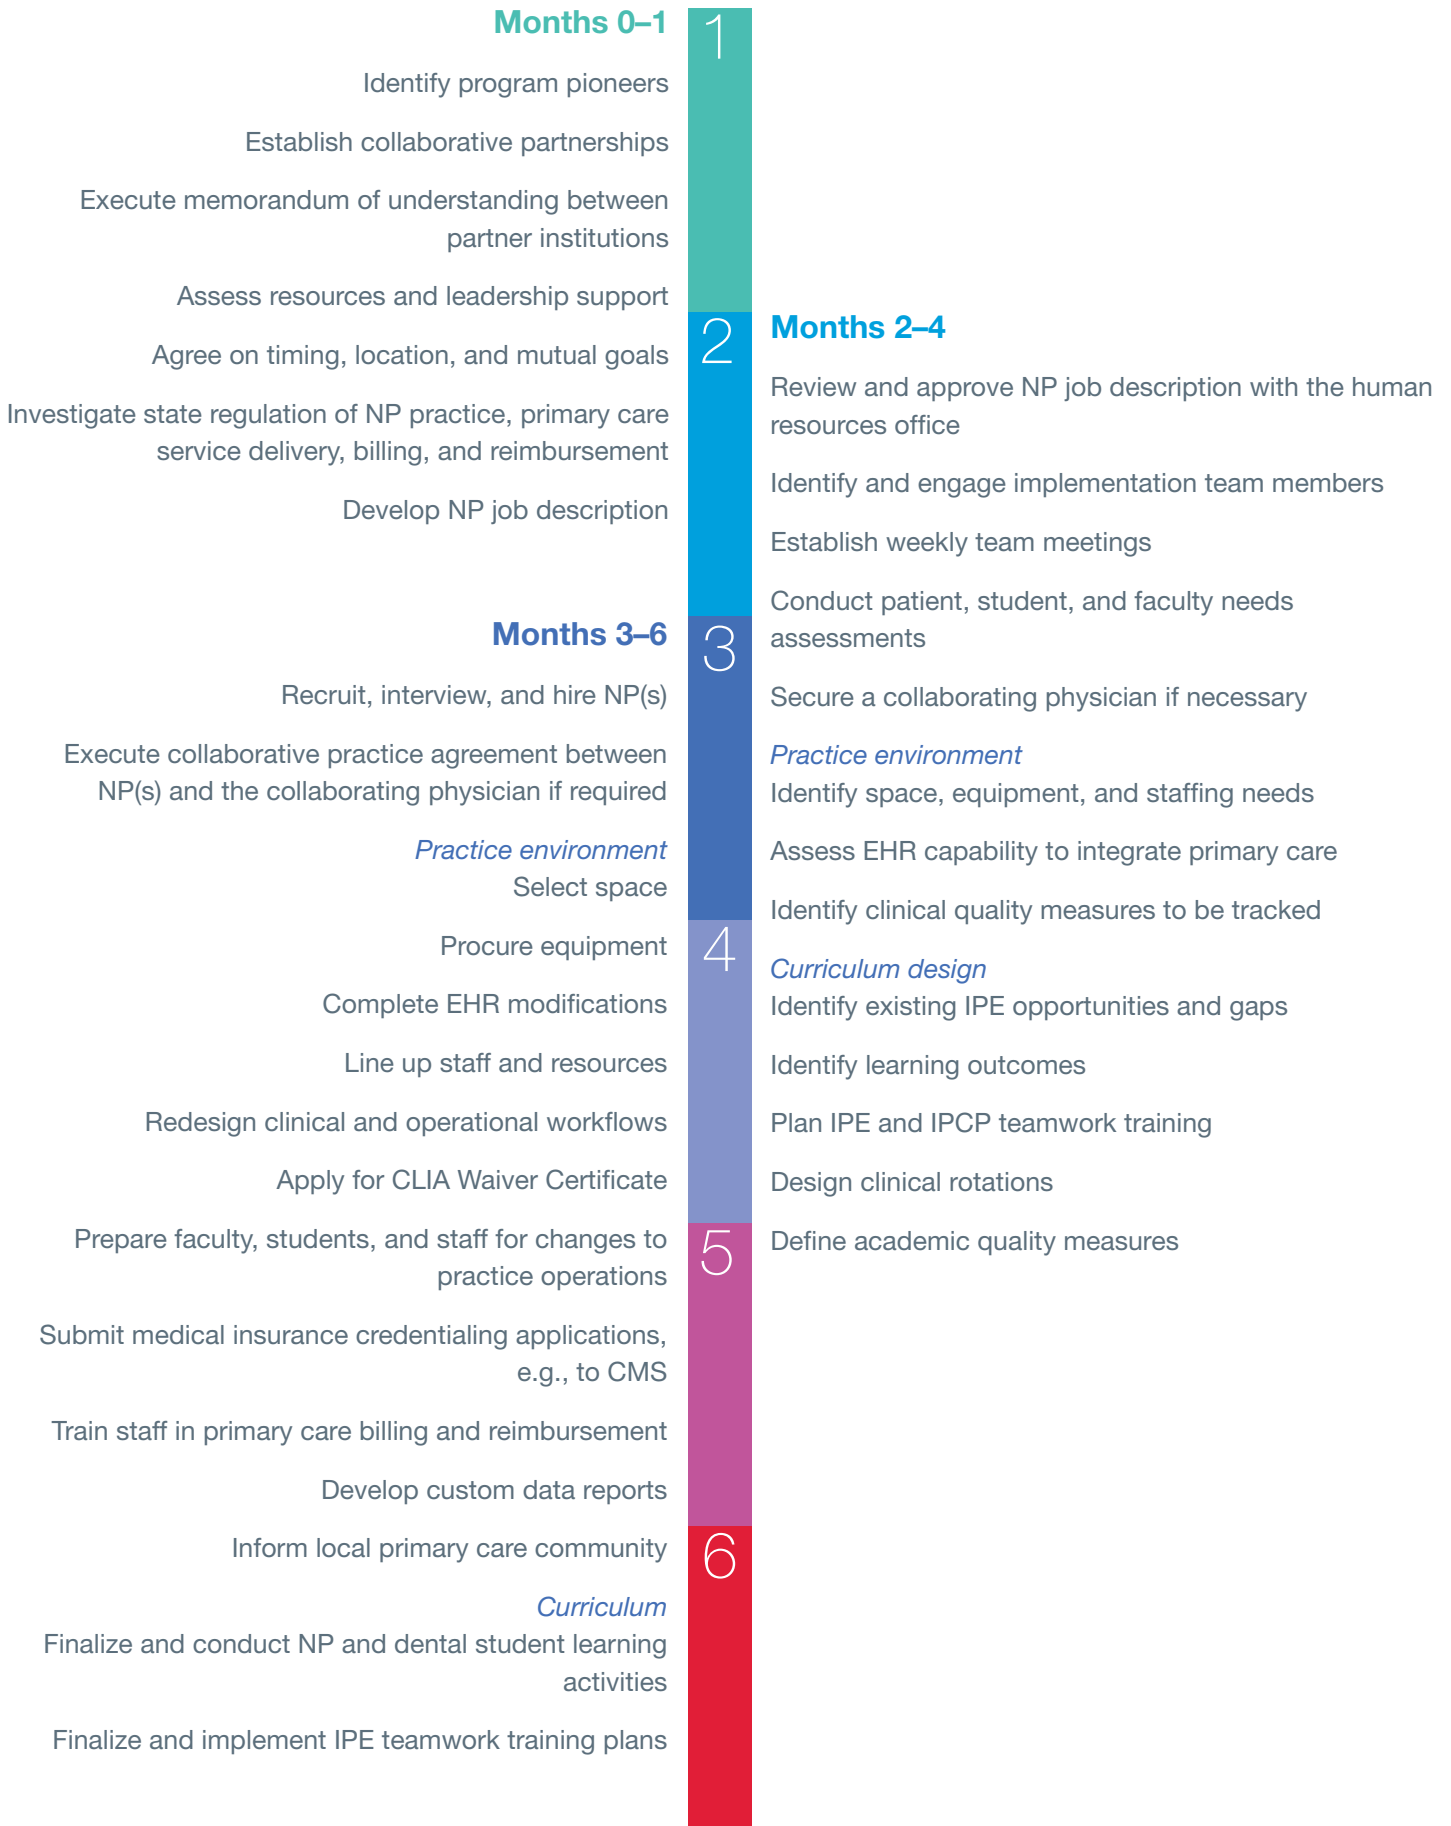 Months 0–1
Identify program pioneers
Establish collaborative partnerships
Execute memorandum of understanding between
partner institutions
Assess resources and leadership support
Agree on timing, location, and mutual goals
Investigate state regulation of NP practice, primary care
service delivery, billing, and reimbursement
Develop NP job description
1
2
Months 2–4
Review and approve NP job description with the human
resources office
Identify and engage implementation team members
Establish weekly team meetings
Conduct patient, student, and faculty needs
assessments
Secure a collaborating physician if necessary
Practice environment
Identify space, equipment, and staffing needs
Assess EHR capability to integrate primary care
Identify clinical quality measures to be tracked
Curriculum design
Identify existing IPE opportunities and gaps
Identify learning outcomes
Plan IPE and IPCP teamwork training
Design clinical rotations
Define academic quality measures
Months 3–6
Recruit, interview, and hire NP(s)
Execute collaborative practice agreement between
NP(s) and the collaborating physician if required
Practice environment
Select space
Procure equipment
Complete EHR modifications
Line up staff and resources
Redesign clinical and operational workflows
Apply for CLIA Waiver Certificate
Prepare faculty, students, and staff for changes to
practice operations
Submit medical insurance credentialing applications,
e.g., to CMS
Train staff in primary care billing and reimbursement
Develop custom data reports
Inform local primary care community
Curriculum
Finalize and conduct NP and dental student learning
activities
Finalize and implement IPE teamwork training plans
3
4
5
6